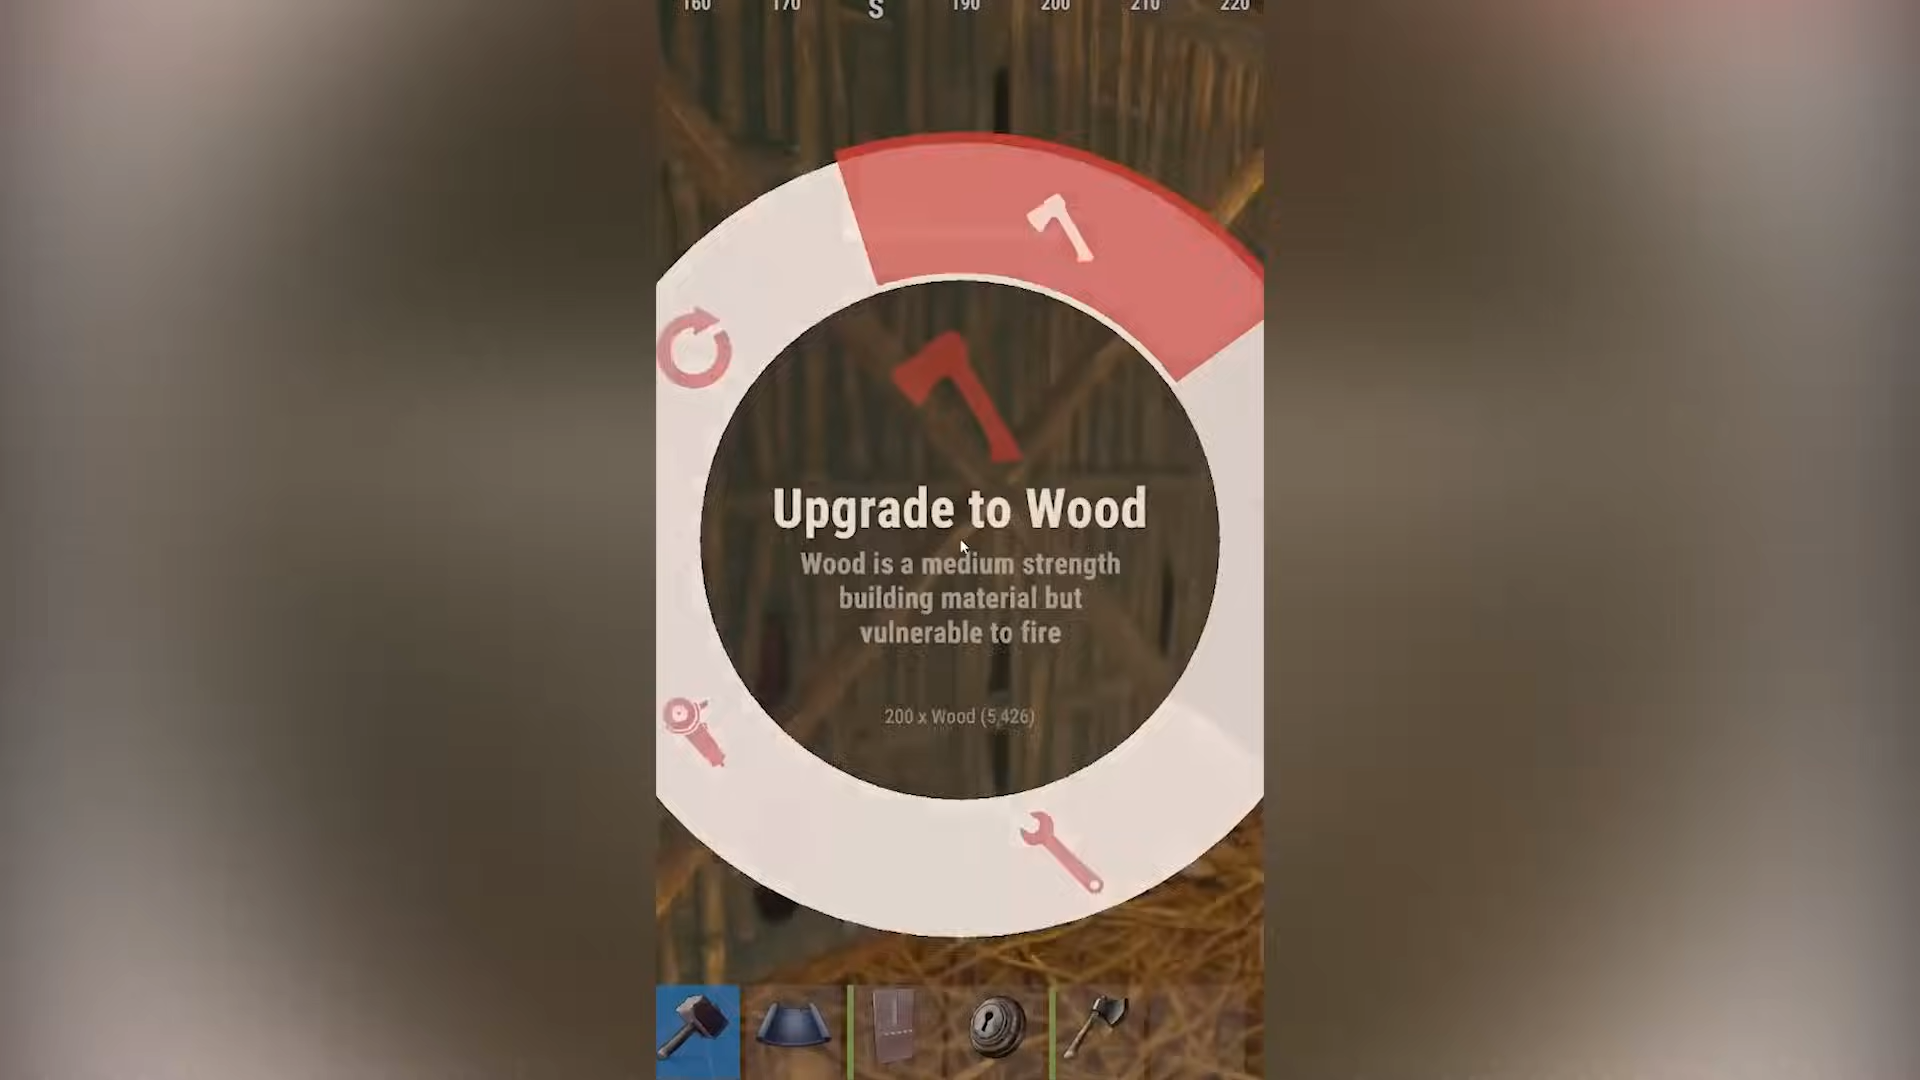 160 170 S 190 200 210 220
Upgrade to Wood
Wood is a medium strength
building material but
vulnerable to fire
200 x Wood (5,426)